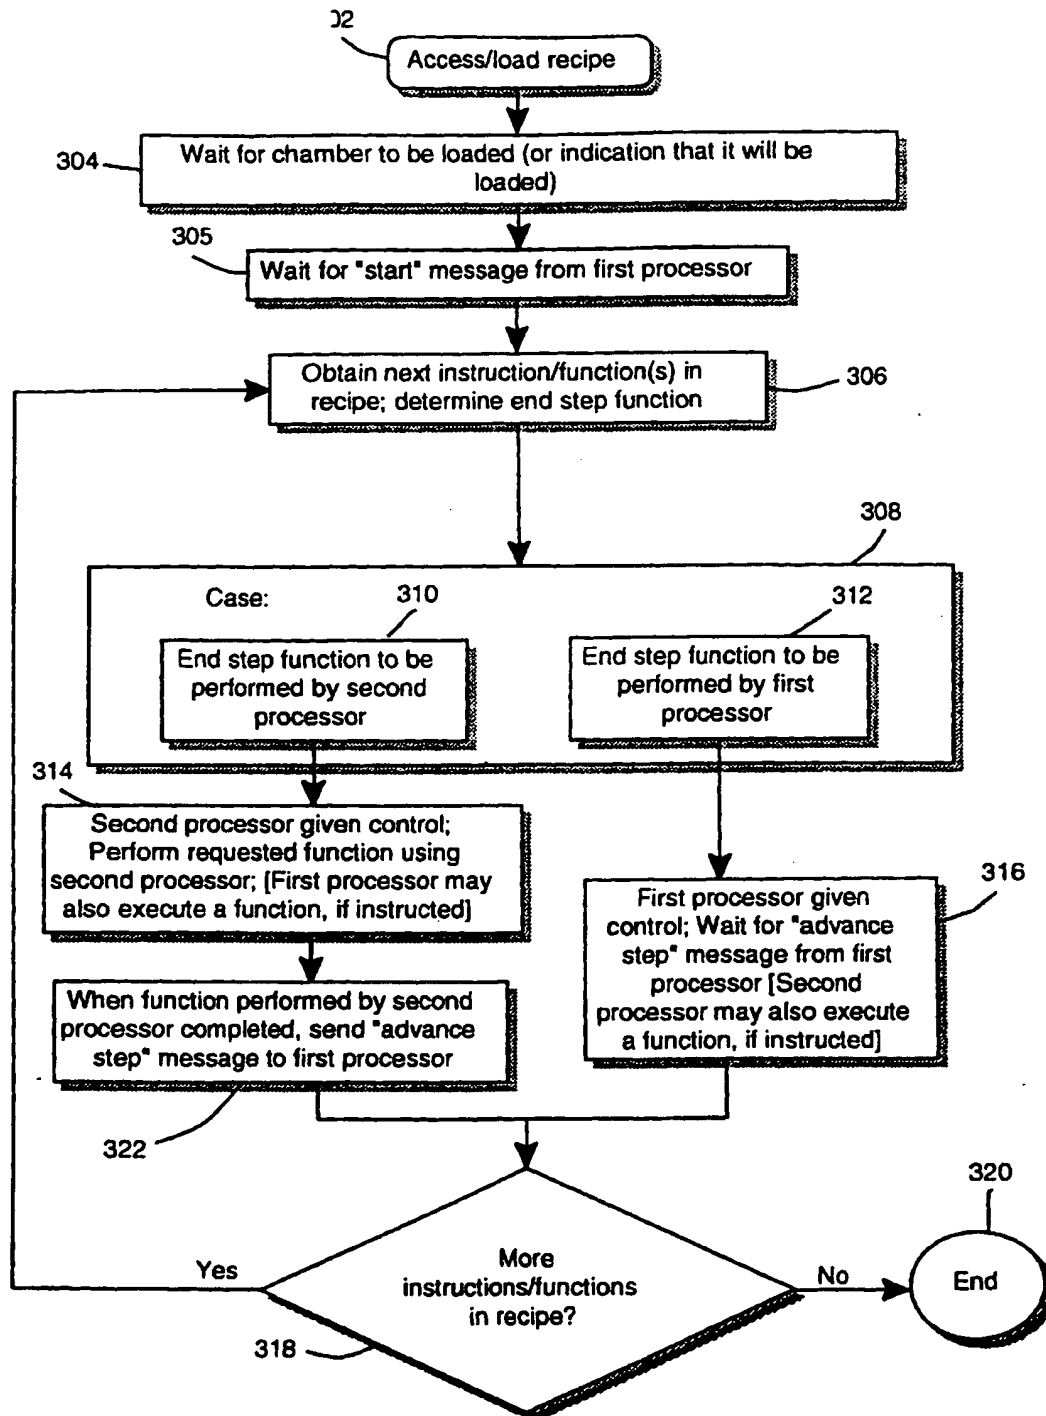 02
Access/load recipe
304
Wait for chamber to be loaded (or indication that it will be
loaded)
305
Wait for "start" message from first processor
Obtain next instruction/function(s) in
recipe; determine end step function
306
308
Case:
310
End step function to be
performed by second
processor
312
End step function to be
performed by first
processor
314
Second processor given control;
Perform requested function using
second processor; [First processor may
also execute a function, if instructed]
316
First processor given
control; Wait for "advance
step" message from first
processor [Second
processor may also execute
a function, if instructed]
When function performed by second
processor completed, send "advance
step" message to first processor
322
More
instructions/functions
in recipe?
Yes
No
318
320
End